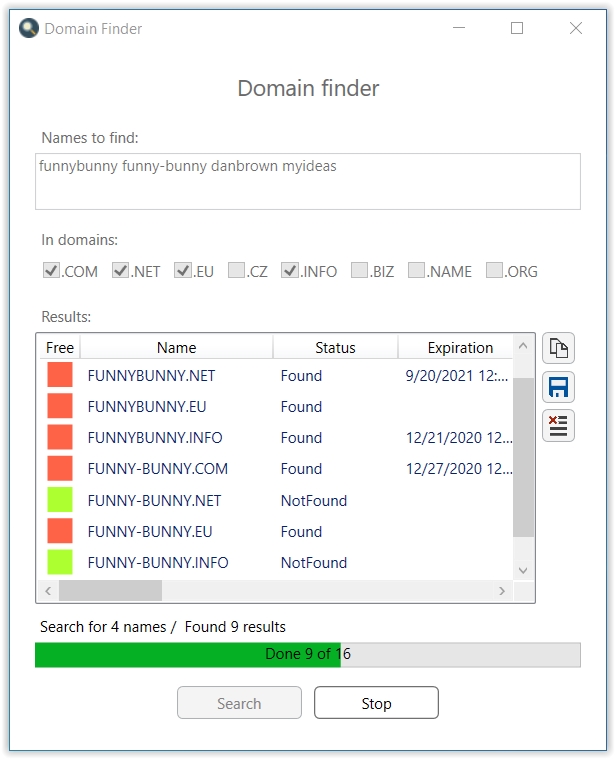 Domain Finder
Domain finder
Names to find:
funnybunny funny-bunny danbrown myideas
In domains:
.COM .NET .EU .CZ .INFO .BIZ .NAME .ORG
Results:
Free Name Status Expiration
FUNNYBUNNY.NET Found 9/20/2021 12:...
FUNNYBUNNY.EU Found
FUNNYBUNNY.INFO Found 12/21/2020 12...
FUNNY-BUNNY.COM Found 12/27/2020 12...
FUNNY-BUNNY.NET NotFound
FUNNY-BUNNY.EU Found
FUNNY-BUNNY.INFO NotFound
Search for 4 names / Found 9 results
Done 9 of 16
Search Stop